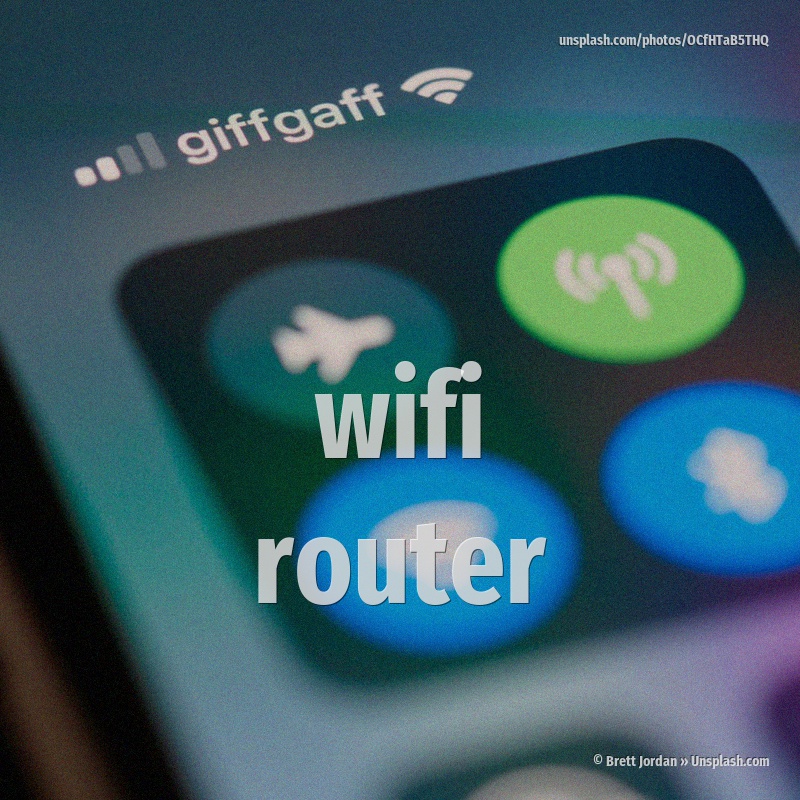 unsplash.com/photos/OCfHTaB5THQ
giffgaff
wifi
router
© Brett Jordan » Unsplash.com